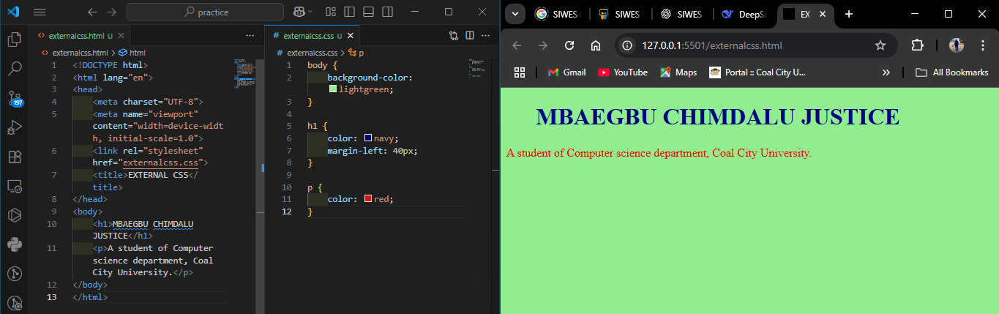 practice
externalcss.html U
externalcss.html > html
1 <!DOCTYPE html>
2 <html lang="en">
3 <head>
4 <meta charset="UTF-8">
5 <meta name="viewport"
content="width=device-widt
h, initial-scale=1.0">
6 <link rel="stylesheet"
href="externalcss.css">
7 <title>EXTERNAL CSS</
title>
8 </head>
9 <body>
10 <h1>MBAEGBU CHIMDALU
JUSTICE</h1>
11 <p>A student of Computer
science department, Coal
City University.</p>
12 </body>
13 </html>
197
# externalcss.css U
# externalcss.css > p
1 body {
2 background-color:
lightgreen;
3 }
4
5 h1 {
6 color: navy;
7 margin-left: 40px;
8 }
9
10 p {
11 color: red;
12 }
SIWES
SIWES
SIWES
DeepSe
EX
127.0.0.1:5501/externalcss.html
Gmail
YouTube
Maps
Portal :: Coal City U...
All Bookmarks
MBAEGBU CHIMDALU JUSTICE
A student of Computer science department, Coal City University.